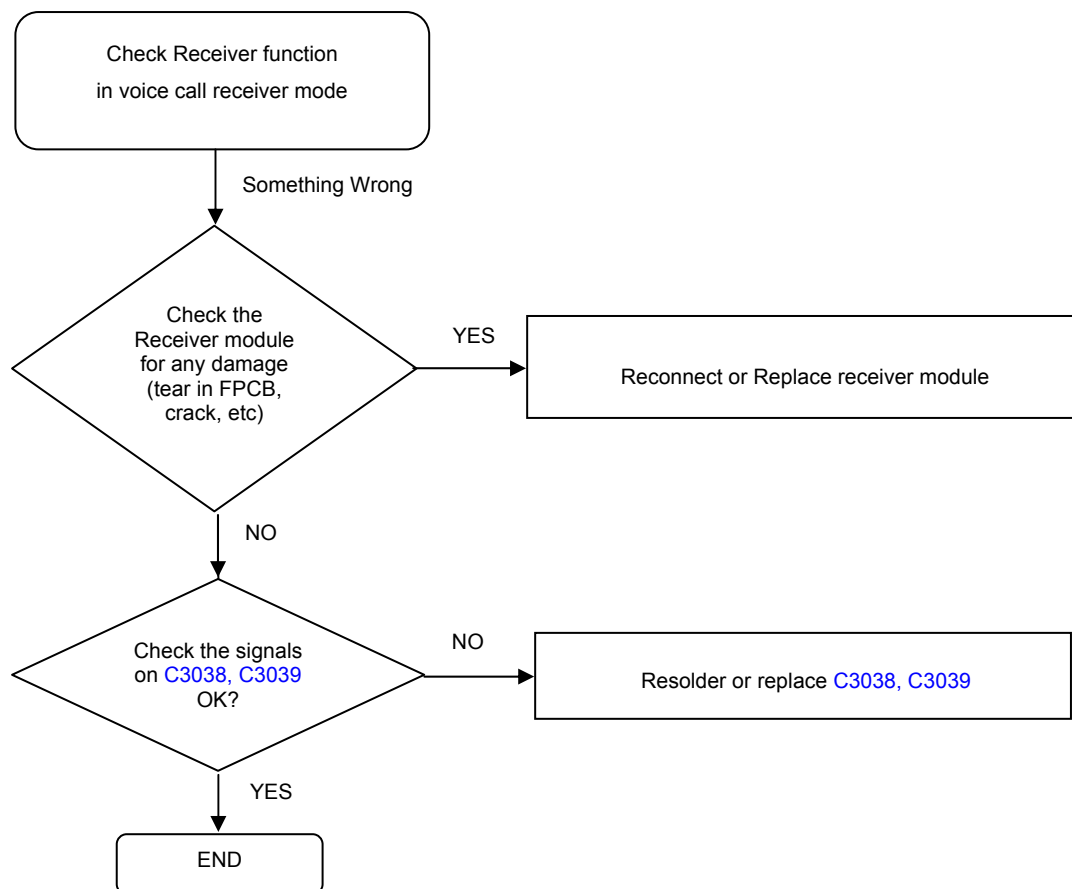 Check Receiver function
in voice call receiver mode
Something Wrong
Check the
Receiver module
for any damage
(tear in FPCB,
crack, etc)
YES
Reconnect or Replace receiver module
NO
Check the signals
on C3038, C3039
OK?
NO
Resolder or replace C3038, C3039
YES
END